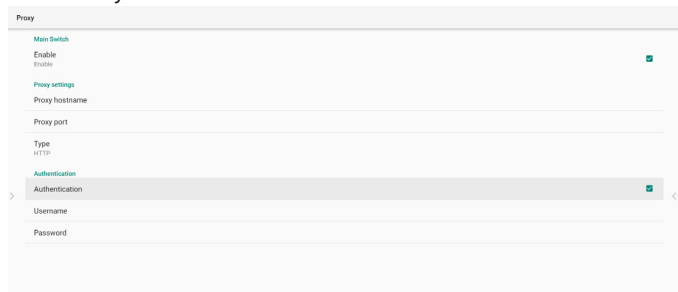 Proxy
Main Switch
Enable
Enable
Proxy settings
Proxy hostname
Proxy port
Type
HTTP
Authentication
Authentication
Username
Password